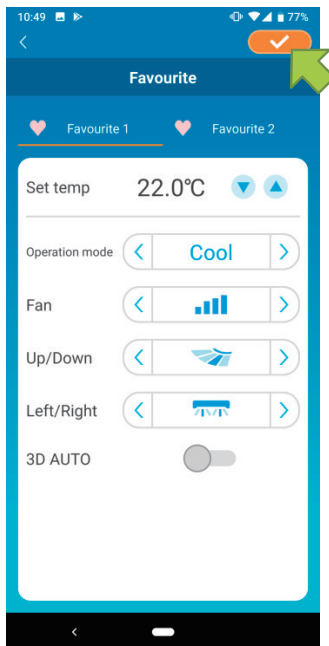 10:49 77%
Favourite
Favourite 1 Favourite 2
Set temp 22.0℃
Operation mode Cool
Fan
Up/Down
Left/Right
3D AUTO